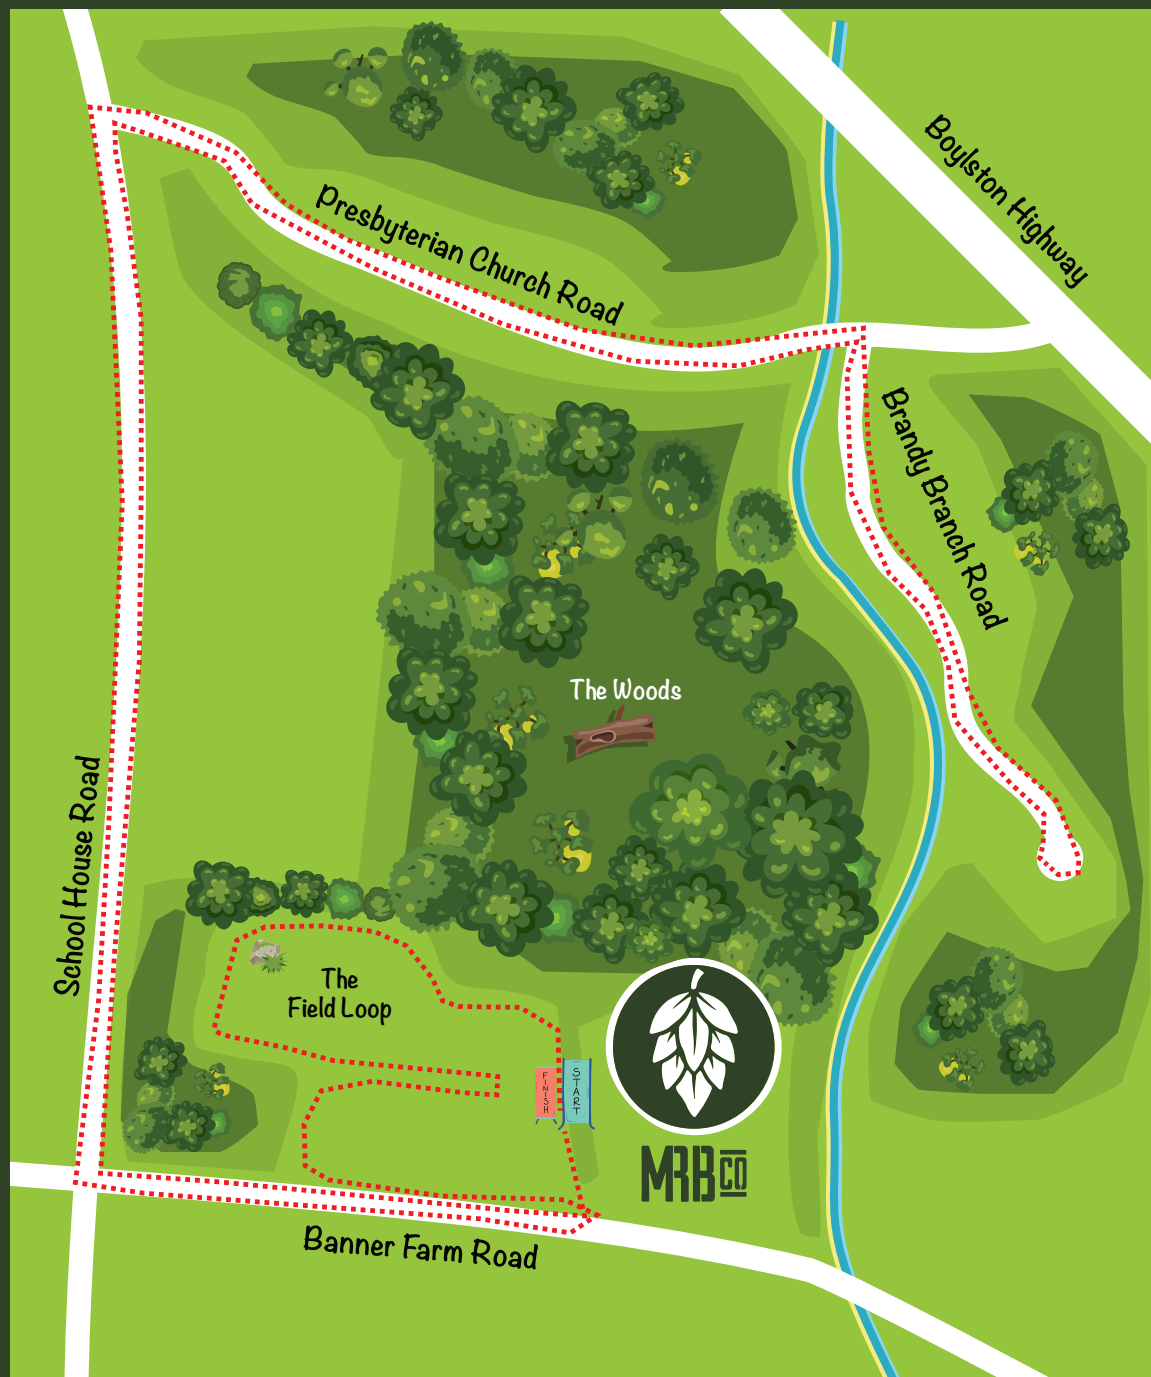 Boylston Highway
Presbyterian Church Road
Brandy Branch Road
The Woods
School House Road
The
Field Loop
FINISH
START
MRB CO
Banner Farm Road